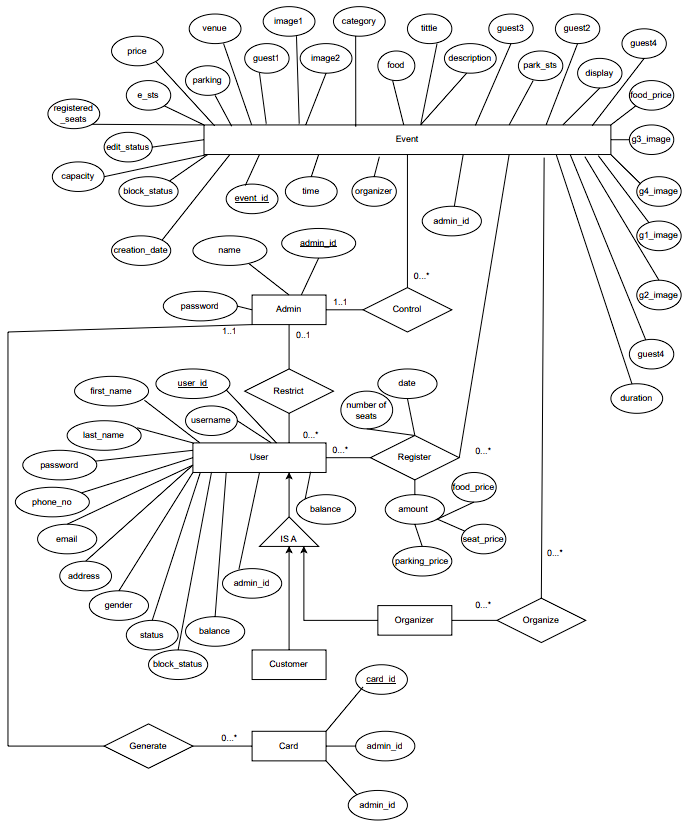 image1
category
venue
tittle
guest3
guest2
guest4
price
guest1
image2
food
description
park_sts
display
parking
e_sts
food_price
registered
_seats
Event
g3_image
edit_status
capacity
block_status
event_id
time
organizer
g4_image
admin_id
g1_image
creation_date
name
admin_id
0...*
g2_image
password
Admin
1..1
Control
1..1
0..1
guest4
first_name
user_id
Restrict
date
duration
number of
seats
username
last_name
0...*
0...*
0...*
password
User
Register
phone_no
balance
amount
food_price
email
IS A
seat_price
parking_price
0...*
address
admin_id
gender
0...*
Organizer
Organize
status
balance
block_status
Customer
card_id
0...*
Generate
Card
admin_id
admin_id